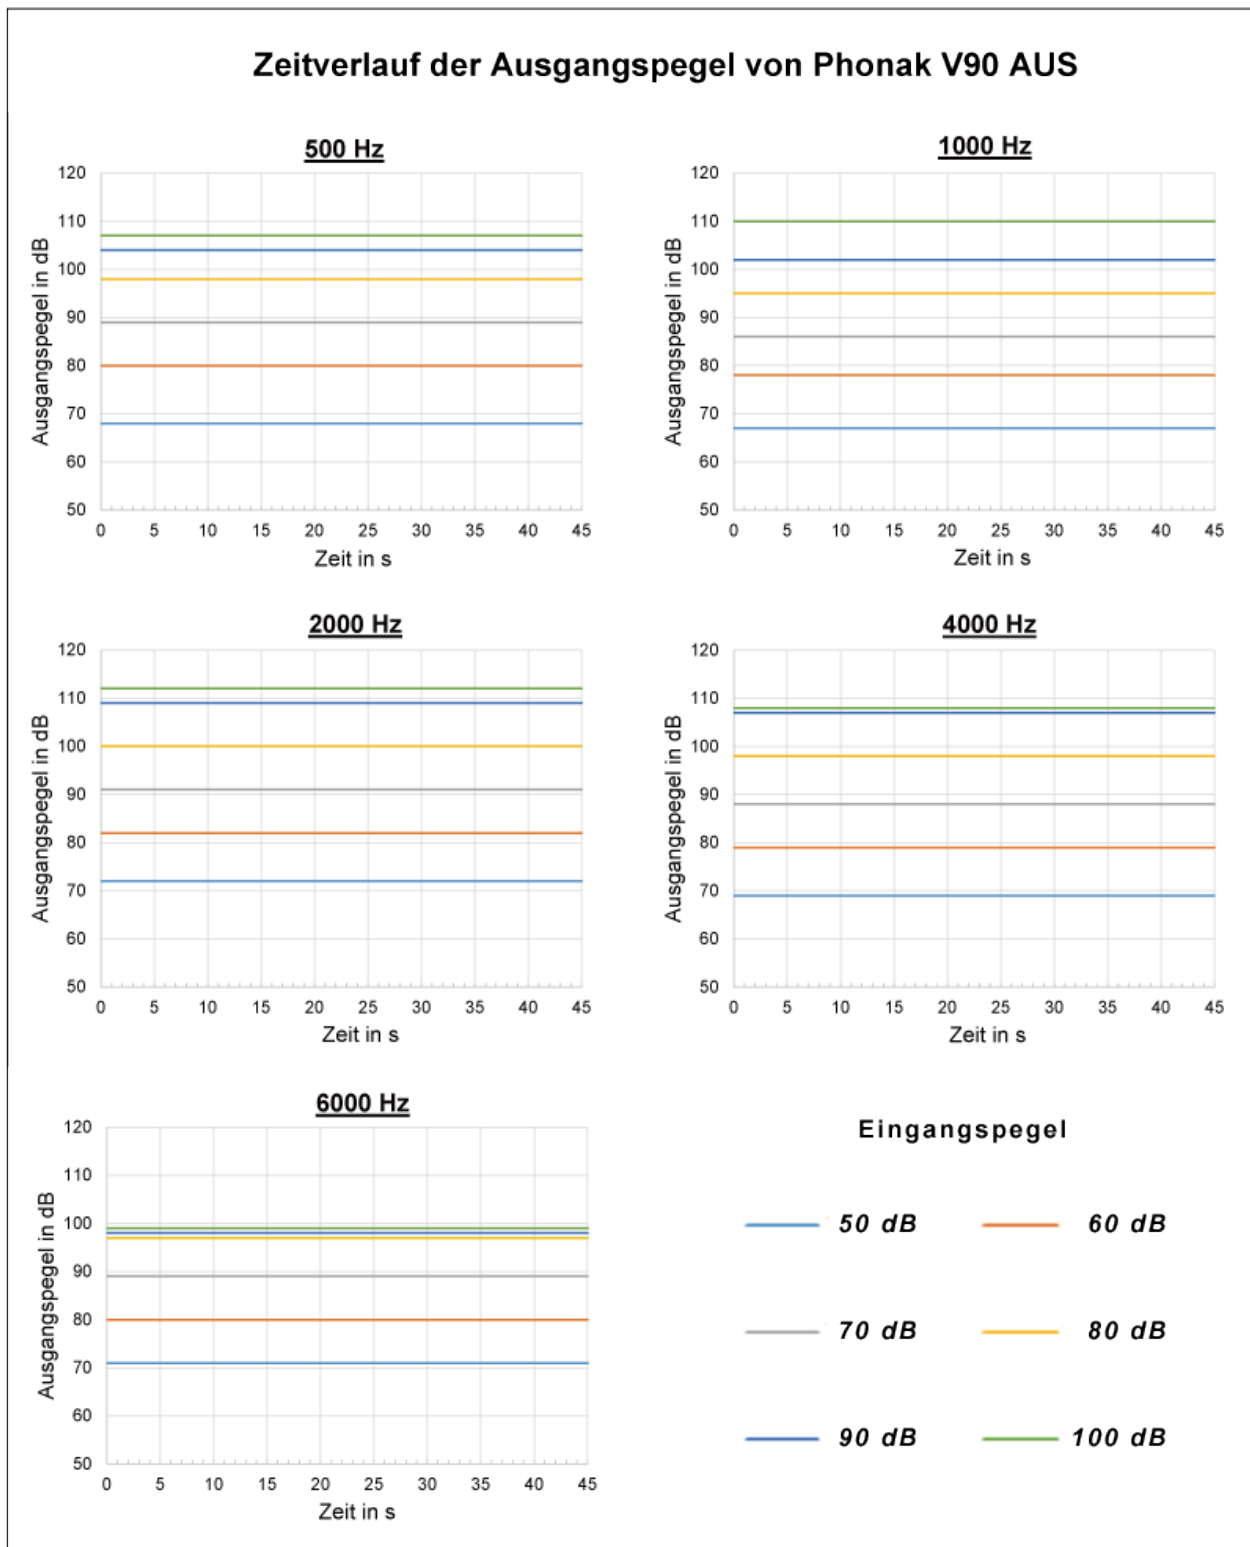 Zeitverlauf der Ausgangspegel von Phonak V90 AUS
500 Hz
120
110
100
90
80
70
60
50
Ausgangspegel in dB
0 5 10 15 20 25 30 35 40 45
Zeit in s
1000 Hz
120
110
100
90
80
70
60
50
Ausgangspegel in dB
0 5 10 15 20 25 30 35 40 45
Zeit in s
2000 Hz
120
110
100
90
80
70
60
50
Ausgangspegel in dB
0 5 10 15 20 25 30 35 40 45
Zeit in s
4000 Hz
120
110
100
90
80
70
60
50
Ausgangspegel in dB
0 5 10 15 20 25 30 35 40 45
Zeit in s
6000 Hz
120
110
100
90
80
70
60
50
Ausgangspegel in dB
0 5 10 15 20 25 30 35 40 45
Zeit in s
Eingangspegel
50 dB 60 dB
70 dB 80 dB
90 dB 100 dB